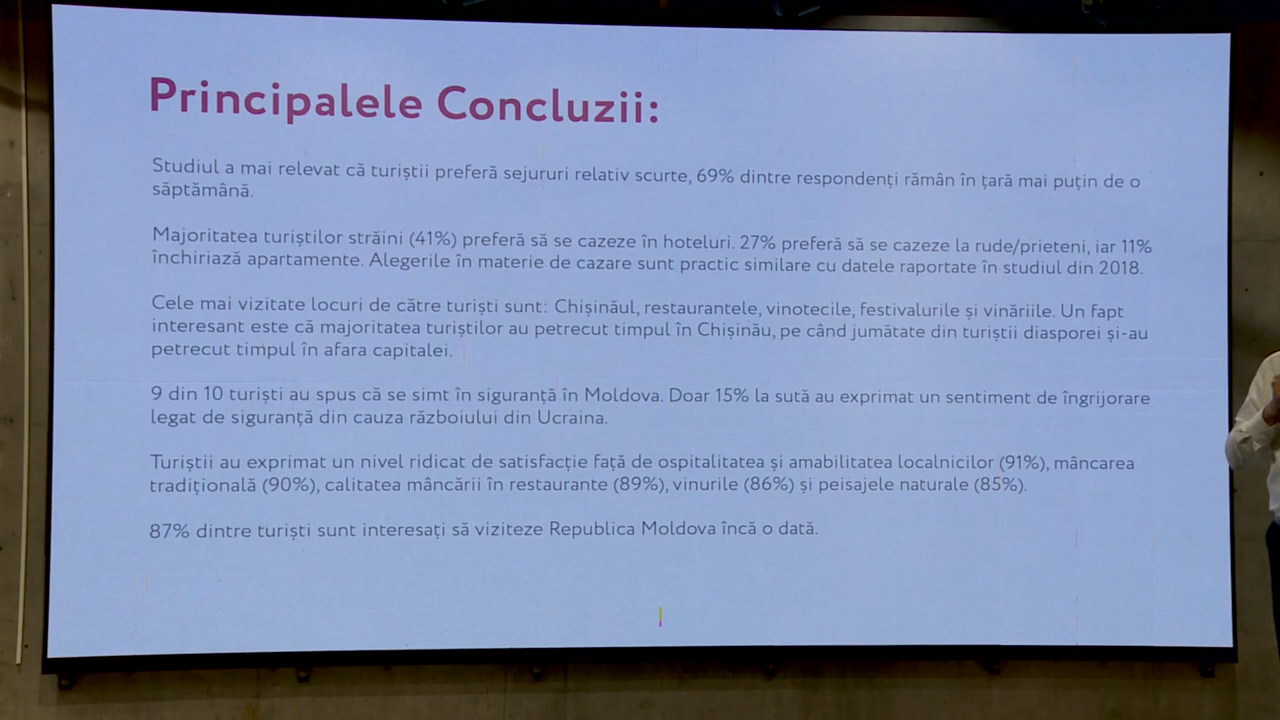 Principalele Concluzii:
Studiul a mai relevat că turiștii preferă sejururi relativ scurte, 69% dintre respondenți rămân în țară mai puțin de o
săptămână.
Majoritatea turiștilor străini (41%) preferă să se cazeze în hoteluri. 27% preferă să se cazeze la rude/prieteni, iar 11%
închiriază apartamente. Alegerile în materie de cazare sunt practic similare cu datele raportate în studiul din 2018.
Cele mai vizitate locuri de către turiști sunt: Chișinăul, restaurantele, vinotecile, festivalurile și vinăriile. Un fapt
interesant este că majoritatea turiștilor au petrecut timpul în Chișinău, pe când jumătate din turiștii diasporei și-au
petrecut timpul în afara capitalei.
9 din 10 turiști au spus că se simt în siguranță în Moldova. Doar 15% la sută au exprimat un sentiment de îngrijorare
legat de siguranță din cauza războiului din Ucraina.
Turiștii au exprimat un nivel ridicat de satisfacție față de ospitalitatea și amabilitatea localnicilor (91%), mâncarea
tradițională (90%), calitatea mâncării în restaurante (89%), vinurile (86%) și peisajele naturale (85%).
87% dintre turiști sunt interesați să viziteze Republica Moldova încă o dată.